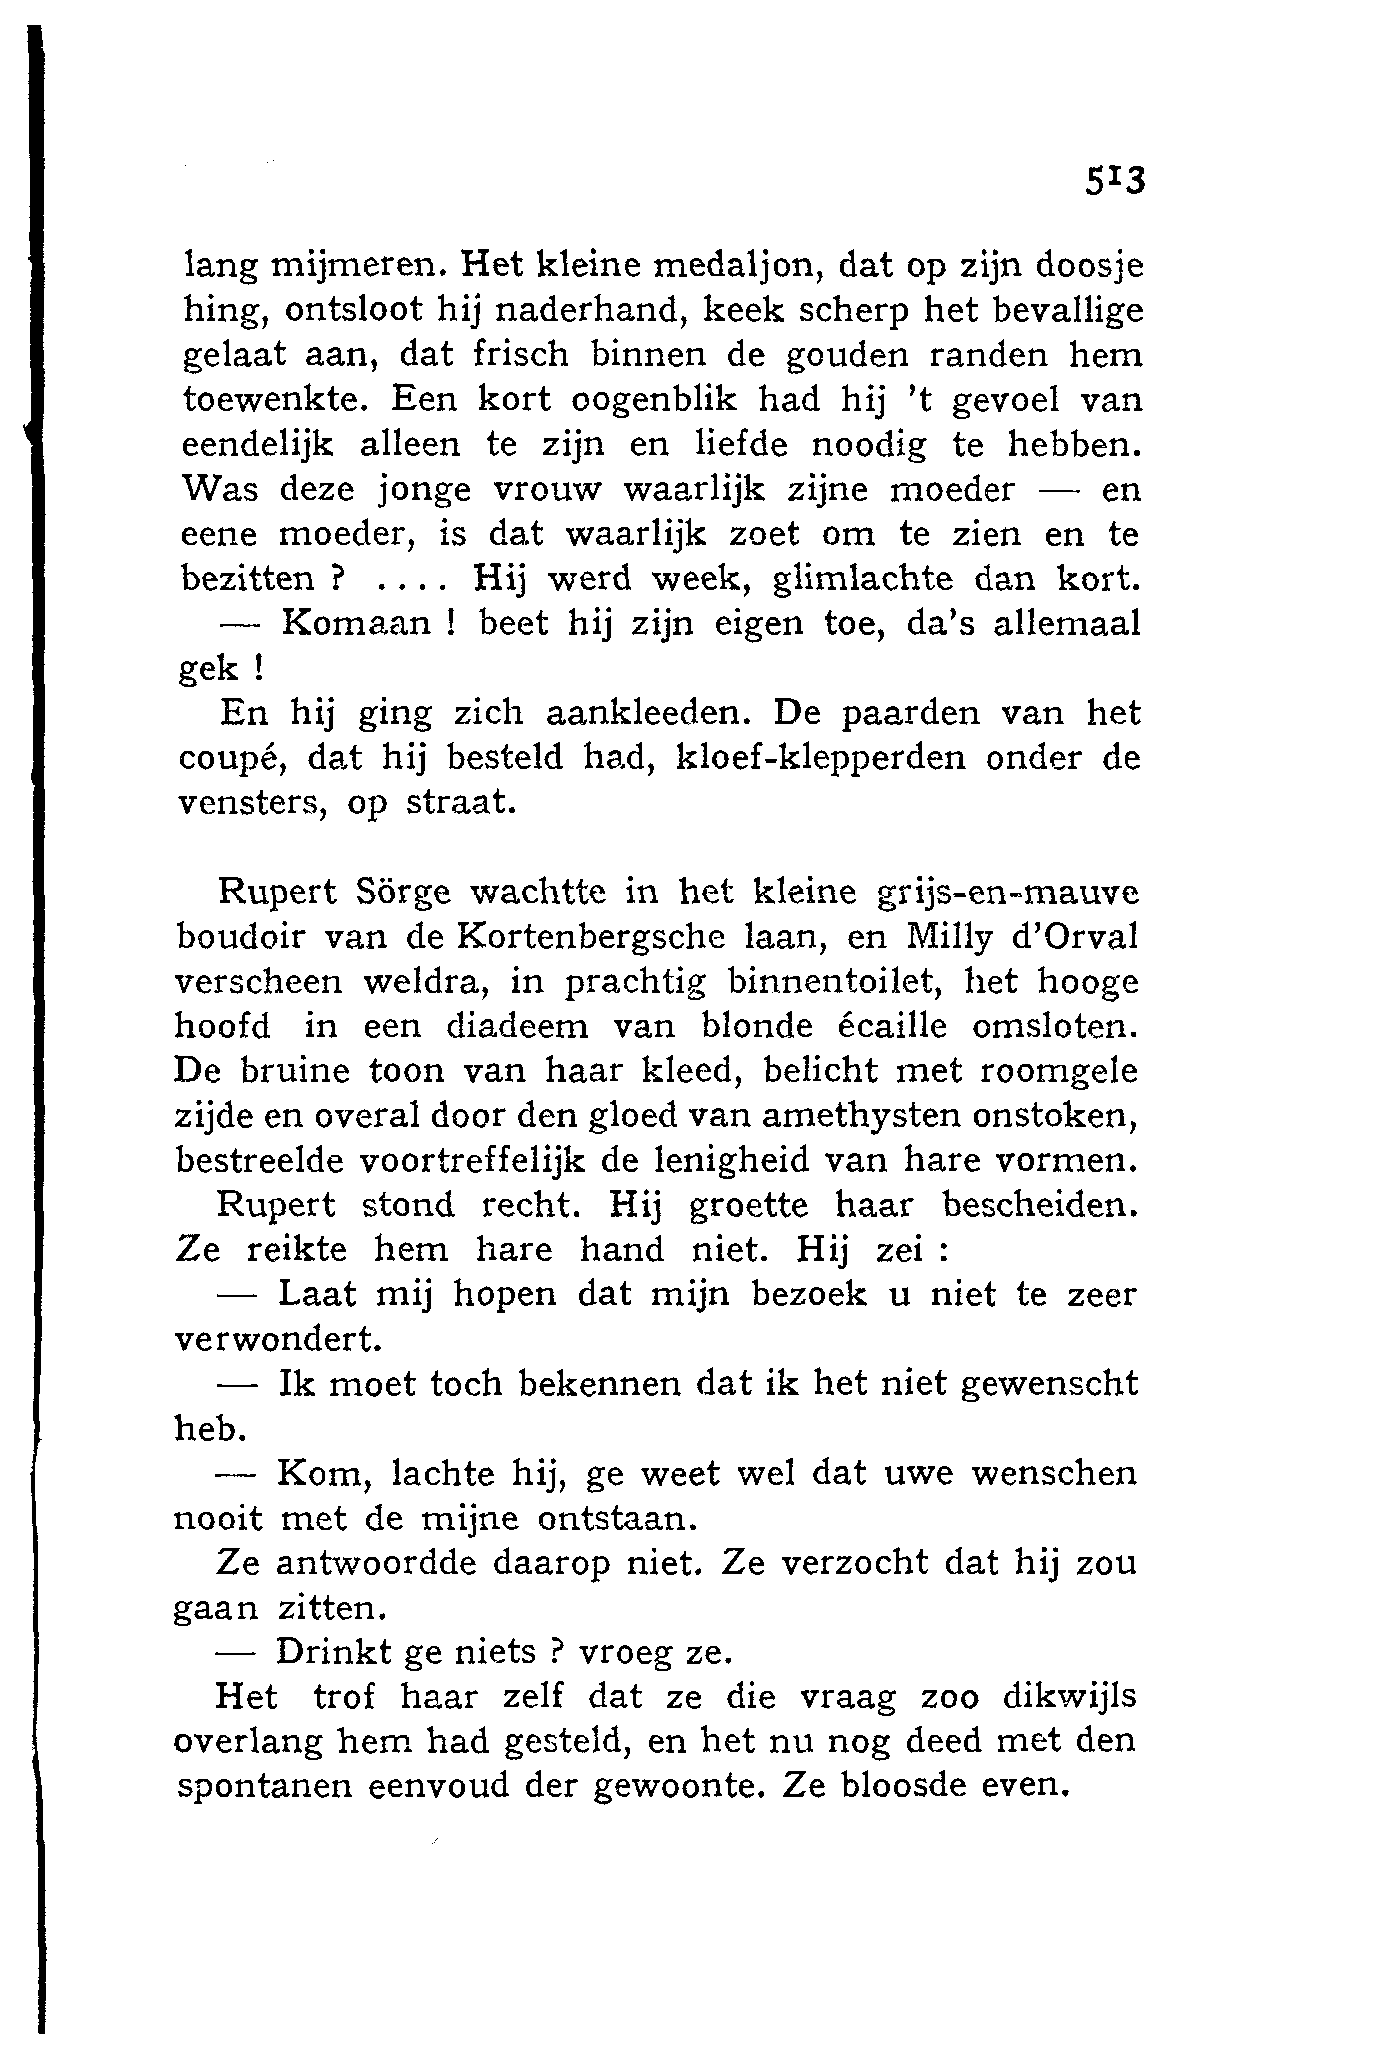 513
lang mijmeren. Het kleine medaljon, dat op zijn doosje
hing, ontsloot hij naderhand, keek scherp het bevallige
gelaat aan, dat frisch binnen de gouden randen hem
toewenkte. Een kort oogenblik had hij 't gevoel van
eendelijk alleen te zijn en liefde noodig te hebben.
Was deze jonge vrouw waarlijk zijne moeder — en
eene moeder, is dat waarlijk zoet om te zien en te
bezitten ? .... Hij werd week, glimlachte dan kort.
— Komaan ! beet hij zijn eigen toe, da's allemaal
gek !
En hij ging zich aankleeden. De paarden van het
coupé, dat hij besteld had, kloef-klepperden onder de
vensters, op straat.
Rupert Sörge wachtte in het kleine grijs-en-mauve
boudoir van de Kortenbergsche laan, en Milly d'Orval
verscheen weldra, in prachtig binnentoilet, het hooge
hoofd in een diadeem van blonde écaille omsloten.
De bruine toon van haar kleed, belicht met roomgele
zijde en overal door den gloed van amethysten onstoken,
bestreelde voortreffelijk de lenigheid van hare vormen.
Rupert stond recht. Hij groette haar bescheiden.
Ze reikte hem hare hand niet. Hij zei :
— Laat mij hopen dat mijn bezoek u niet te zeer
verwondert.
— Ik moet toch bekennen dat ik het niet gewenscht
heb.
— Kom, lachte hij, ge weet wel dat uwe wenschen
nooit met de mijne ontstaan.
Ze antwoordde daarop niet. Ze verzocht dat hij zou
gaan zitten.
— Drinkt ge niets ? vroeg ze.
Het trof haar zelf dat ze die vraag zoo dikwijls
overlang hem had gesteld, en het nu nog deed met den
spontanen eenvoud der gewoonte. Ze bloosde even.